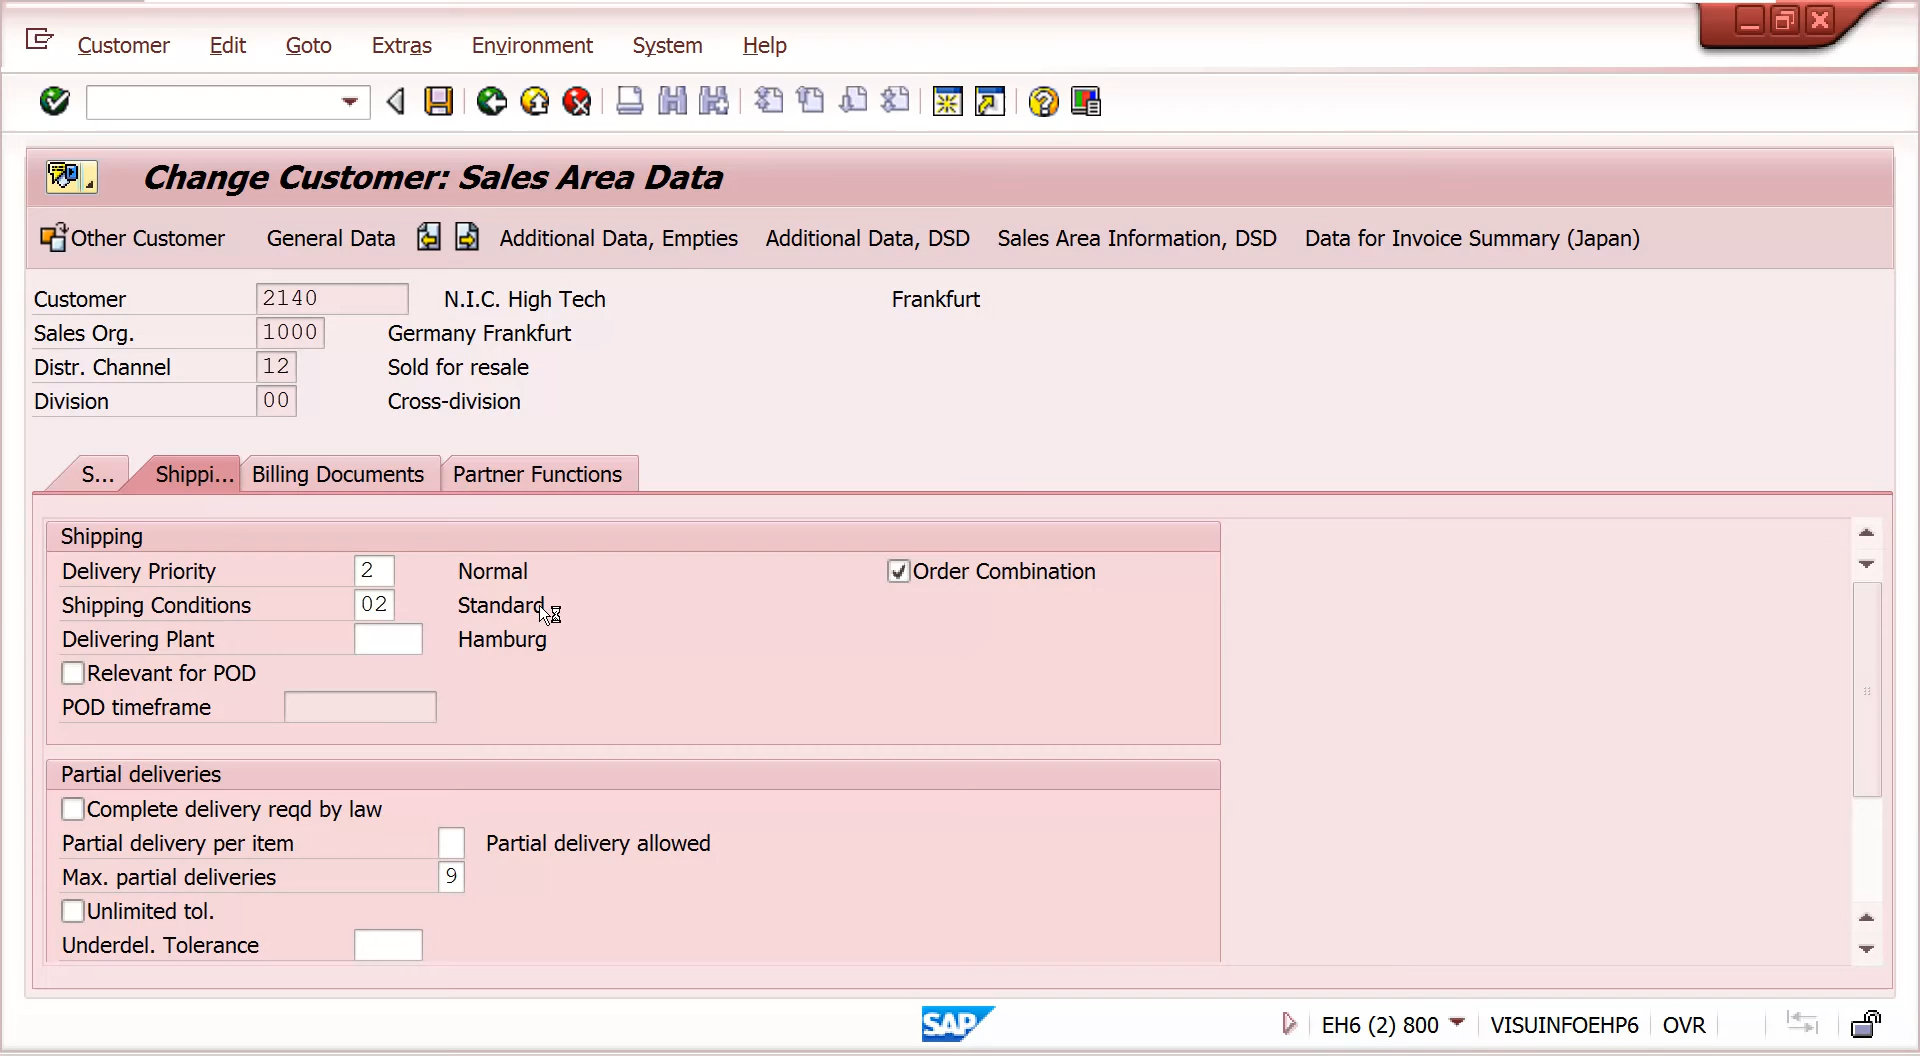 Customer Edit Goto Extras Environment System Help
Change Customer: Sales Area Data
Other Customer General Data Additional Data, Empties Additional Data, DSD Sales Area Information, DSD Data for Invoice Summary (Japan)
Customer 2140 N.I.C. High Tech Frankfurt
Sales Org. 1000 Germany Frankfurt
Distr. Channel 12 Sold for resale
Division 00 Cross-division
S... Shippi... Billing Documents Partner Functions
Shipping
Delivery Priority 2 Normal Order Combination
Shipping Conditions 02 Standard
Delivering Plant Hamburg
Relevant for POD
POD timeframe
Partial deliveries
Complete delivery reqd by law
Partial delivery per item Partial delivery allowed
Max. partial deliveries 9
Unlimited tol.
Underdel. Tolerance
SAP EH6 (2) 800 VISUINFOEHP6 OVR